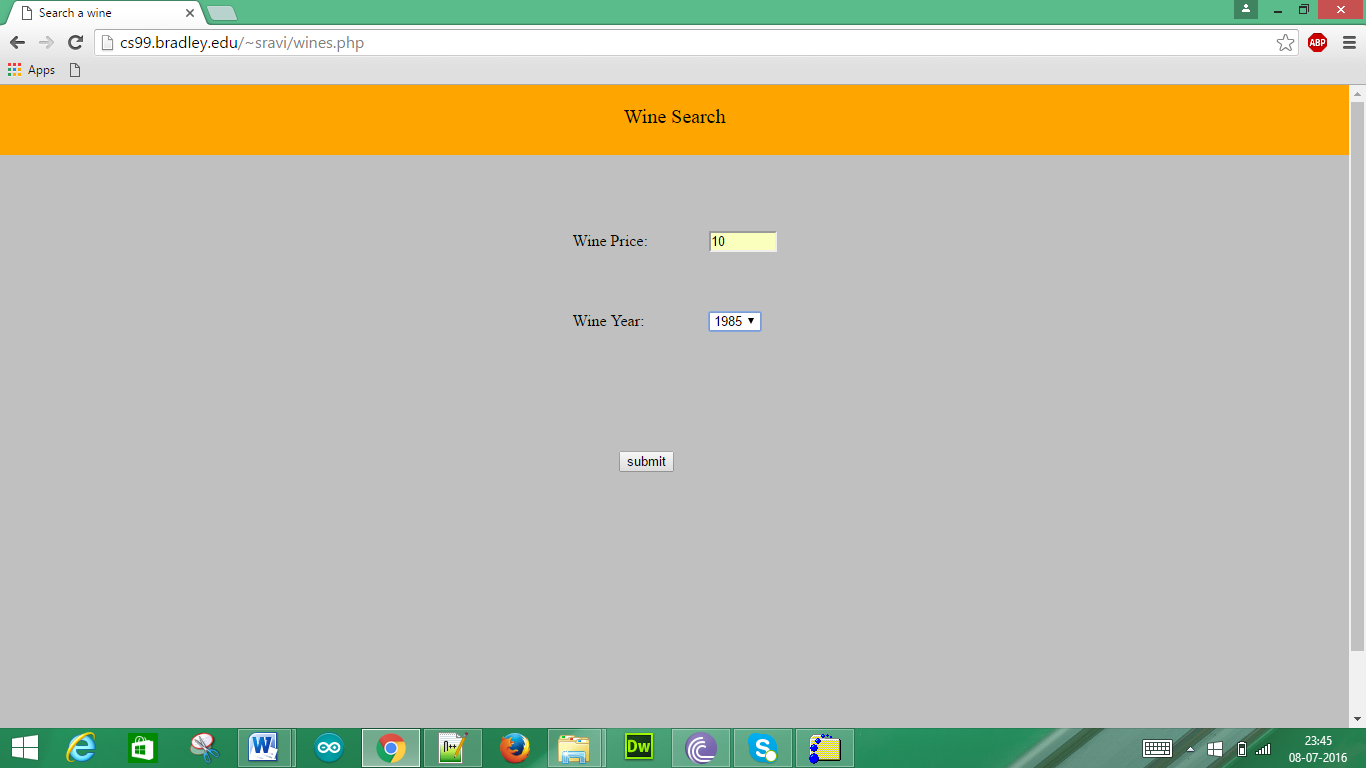 Search a wine
cs99.bradley.edu/~sravi/wines.php
ABP
Apps
Wine Search
Wine Price: 10
Wine Year: 1985
submit
W
n++
Dw
S
23:45
08-07-2016